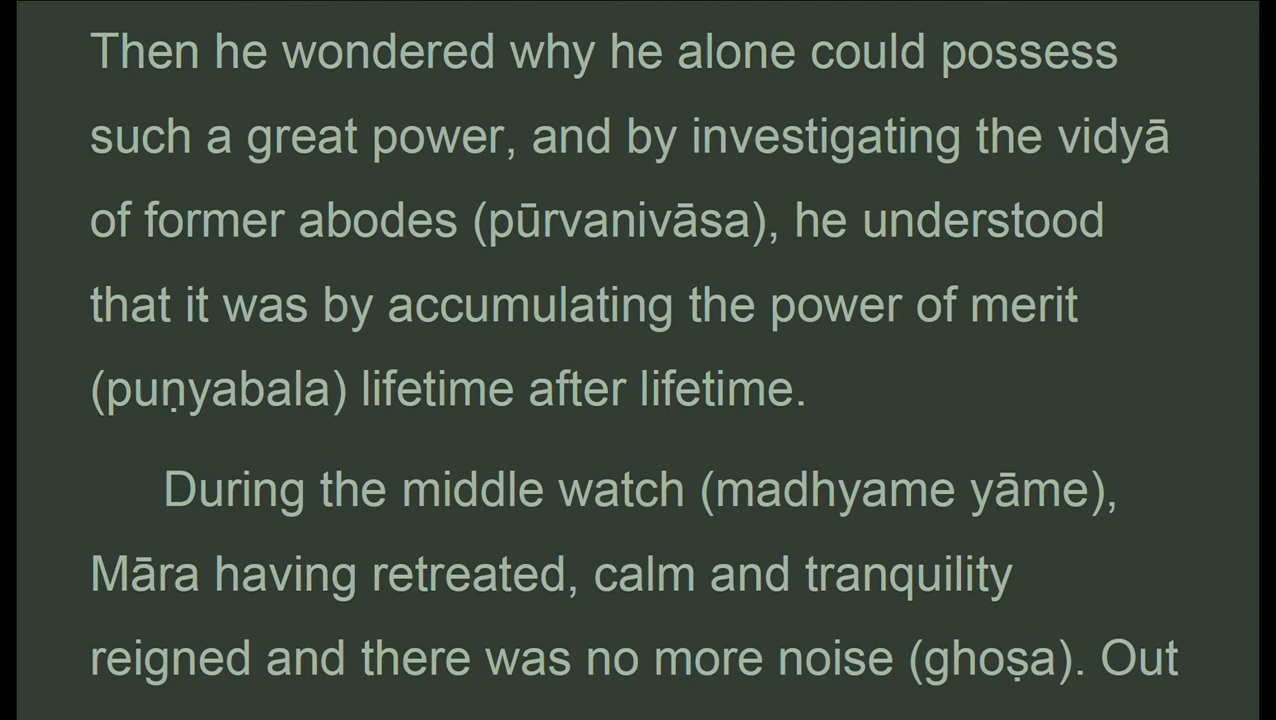 Then he wondered why he alone could possess
such a great power, and by investigating the vidyā
of former abodes (pūrvanivāsa), he understood
that it was by accumulating the power of merit
(puṇyabala) lifetime after lifetime.
During the middle watch (madhyame yāme),
Māra having retreated, calm and tranquility
reigned and there was no more noise (ghoṣa). Out